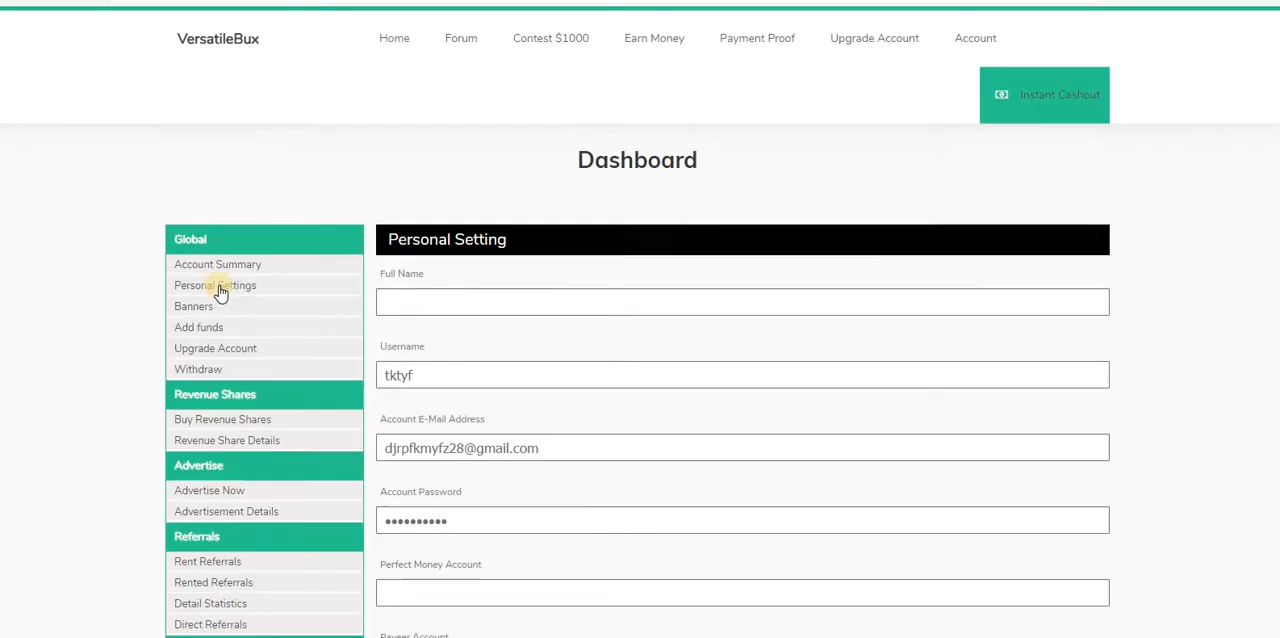 VersatileBux
Home
Forum
Contest $1000
Earn Money
Payment Proof
Upgrade Account
Account
Instant Cashout
Dashboard
Global
Account Summary
Personal Settings
Banners
Add funds
Upgrade Account
Withdraw
Revenue Shares
Buy Revenue Shares
Revenue Share Details
Advertise
Advertise Now
Advertisement Details
Referrals
Rent Referrals
Rented Referrals
Detail Statistics
Direct Referrals
Personal Setting
Full Name
Username
tktyf
Account E-Mail Address
djrpfkmyfz28@gmail.com
Account Password
••••••••••
Perfect Money Account
Payeer Account